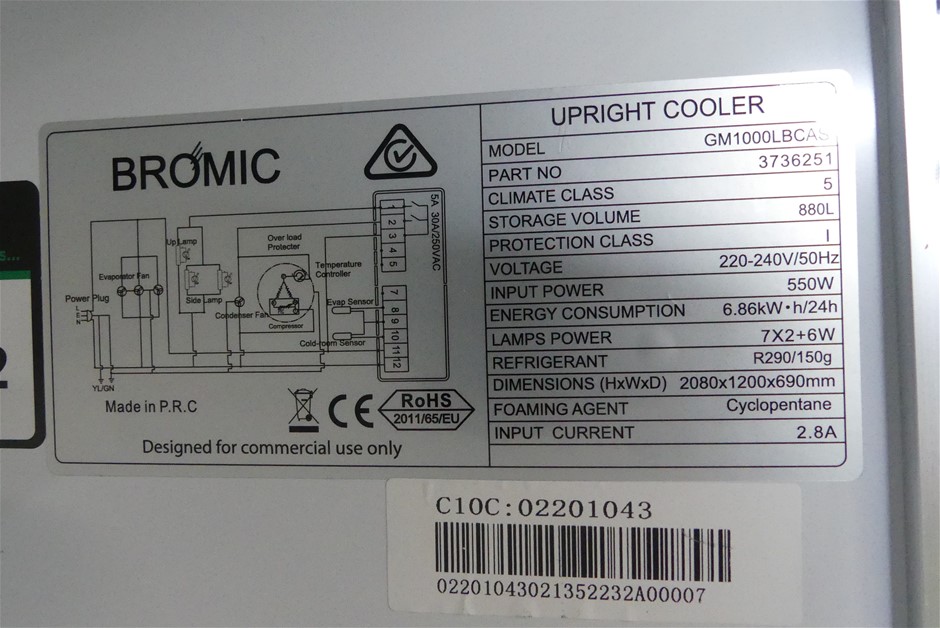 BROMIC
UPRIGHT COOLER
MODEL GM1000LBCAS
PART NO 3736251
CLIMATE CLASS 5
STORAGE VOLUME 880L
PROTECTION CLASS I
VOLTAGE 220-240V/50Hz
INPUT POWER 550W
ENERGY CONSUMPTION 6.86kW·h/24h
LAMPS POWER 7X2+6W
REFRIGERANT R290/150g
DIMENSIONS (HxWxD) 2080x1200x690mm
FOAMING AGENT Cyclopentane
INPUT CURRENT 2.8A
5A 30A/250VAC
1
2
3
4
5
7
8
9
10
11
12
Up Lamp
Over load
Protecter
Temperature
Controller
Evaporator Fan
Side Lamp
Power Plug
L
E
N
Condenser Fan
Compressor
Evap Sensor
Cold-room Sensor
YL/GN
Made in P.R.C
CE
RoHS
2011/65/EU
Designed for commercial use only
C10C:02201043
02201043021352232A00007
2